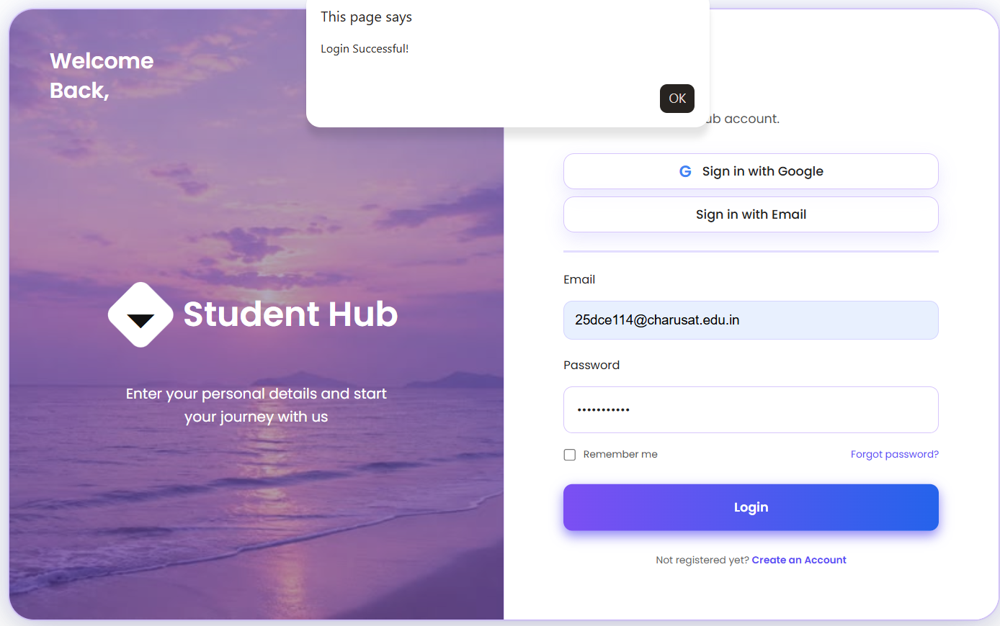 This page says
Login Successful!
OK
Welcome
Back,
Student Hub
Enter your personal details and start
your journey with us
account.
G Sign in with Google
Sign in with Email
Email
25dce114@charusat.edu.in
Password
Remember me
Forgot password?
Login
Not registered yet? Create an Account